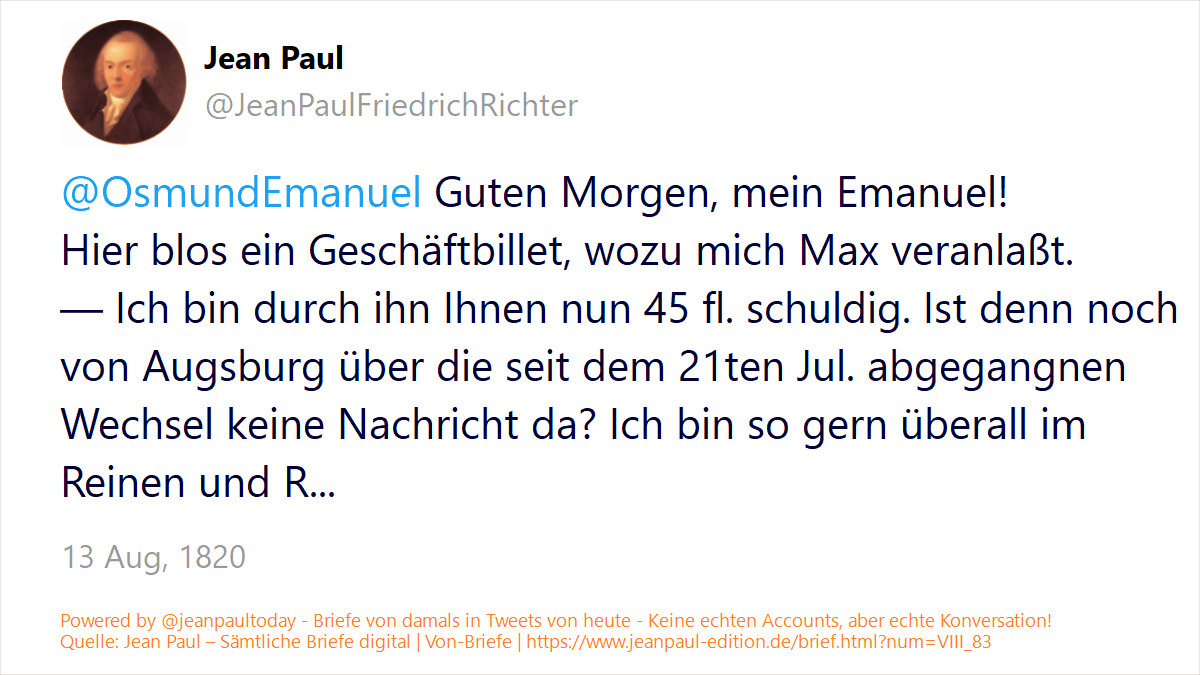 Jean Paul
@JeanPaulFriedrichRichter
@OsmundEmanuel Guten Morgen, mein Emanuel!
Hier blos ein Geschäftbillet, wozu mich Max veranlaßt.
— Ich bin durch ihn Ihnen nun 45 fl. schuldig. Ist denn noch
von Augsburg über die seit dem 21ten Jul. abgegangnen
Wechsel keine Nachricht da? Ich bin so gern überall im
Reinen und R...
13 Aug, 1820
Powered by @jeanpaultoday - Briefe von damals in Tweets von heute - Keine echten Accounts, aber echte Konversation!
Quelle: Jean Paul – Sämtliche Briefe digital | Von-Briefe | https://www.jeanpaul-edition.de/brief.html?num=VIII_83